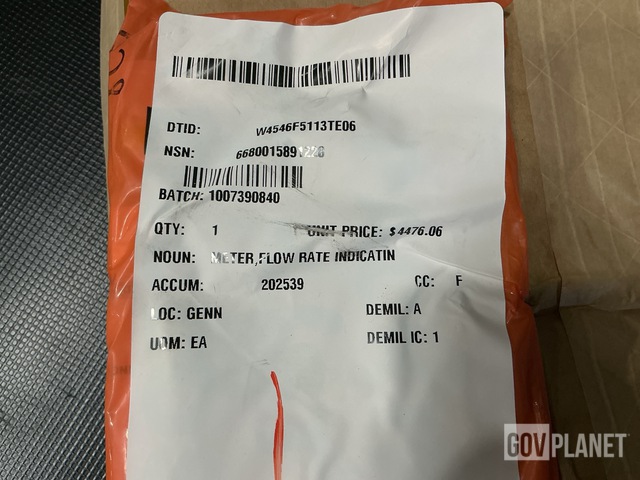 DTID: W4546F5113TE06
NSN:
BATCH: 1007390840
QTY: 1 UNIT PRICE: $4476.06
NOUN: METER,FLOW RATE INDICATIN
ACCUM: 202539 CC: F
LOC: GENN DEMIL: A
UOM: EA DEMIL IC: 1
GOVPLANET